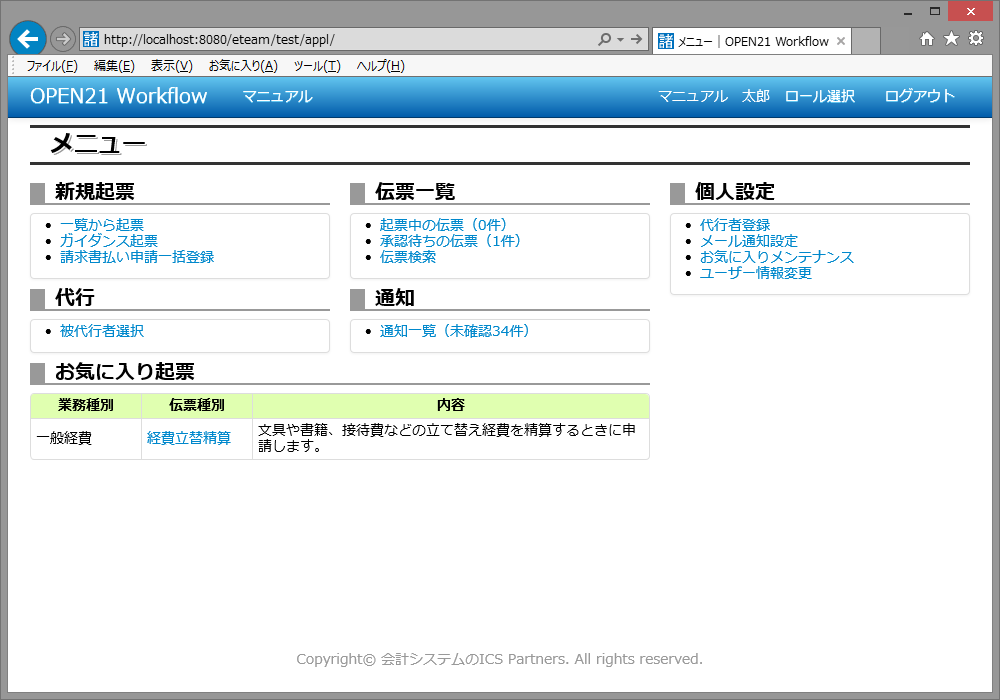 http://localhost:8080/eteam/test/appl/
諸 メニュー | OPEN21 Workflow
ファイル(F) 編集(E) 表示(V) お気に入り(A) ツール(T) ヘルプ(H)
OPEN21 Workflow マニュアル マニュアル 太郎 ロール選択 ログアウト
メニュー
新規起票
一覧から起票
ガイダンス起票
請求書払い申請一括登録
伝票一覧
起票中の伝票（0件）
承認待ちの伝票（1件）
伝票検索
個人設定
代行者登録
メール通知設定
お気に入りメンテナンス
ユーザー情報変更
代行
被代行者選択
通知
通知一覧（未確認34件）
お気に入り起票
業務種別 伝票種別 内容
一般経費 経費立替精算 文具や書籍、接待費などの立て替え経費を精算するときに申
請します。
Copyright© 会計システムのICS Partners. All rights reserved.